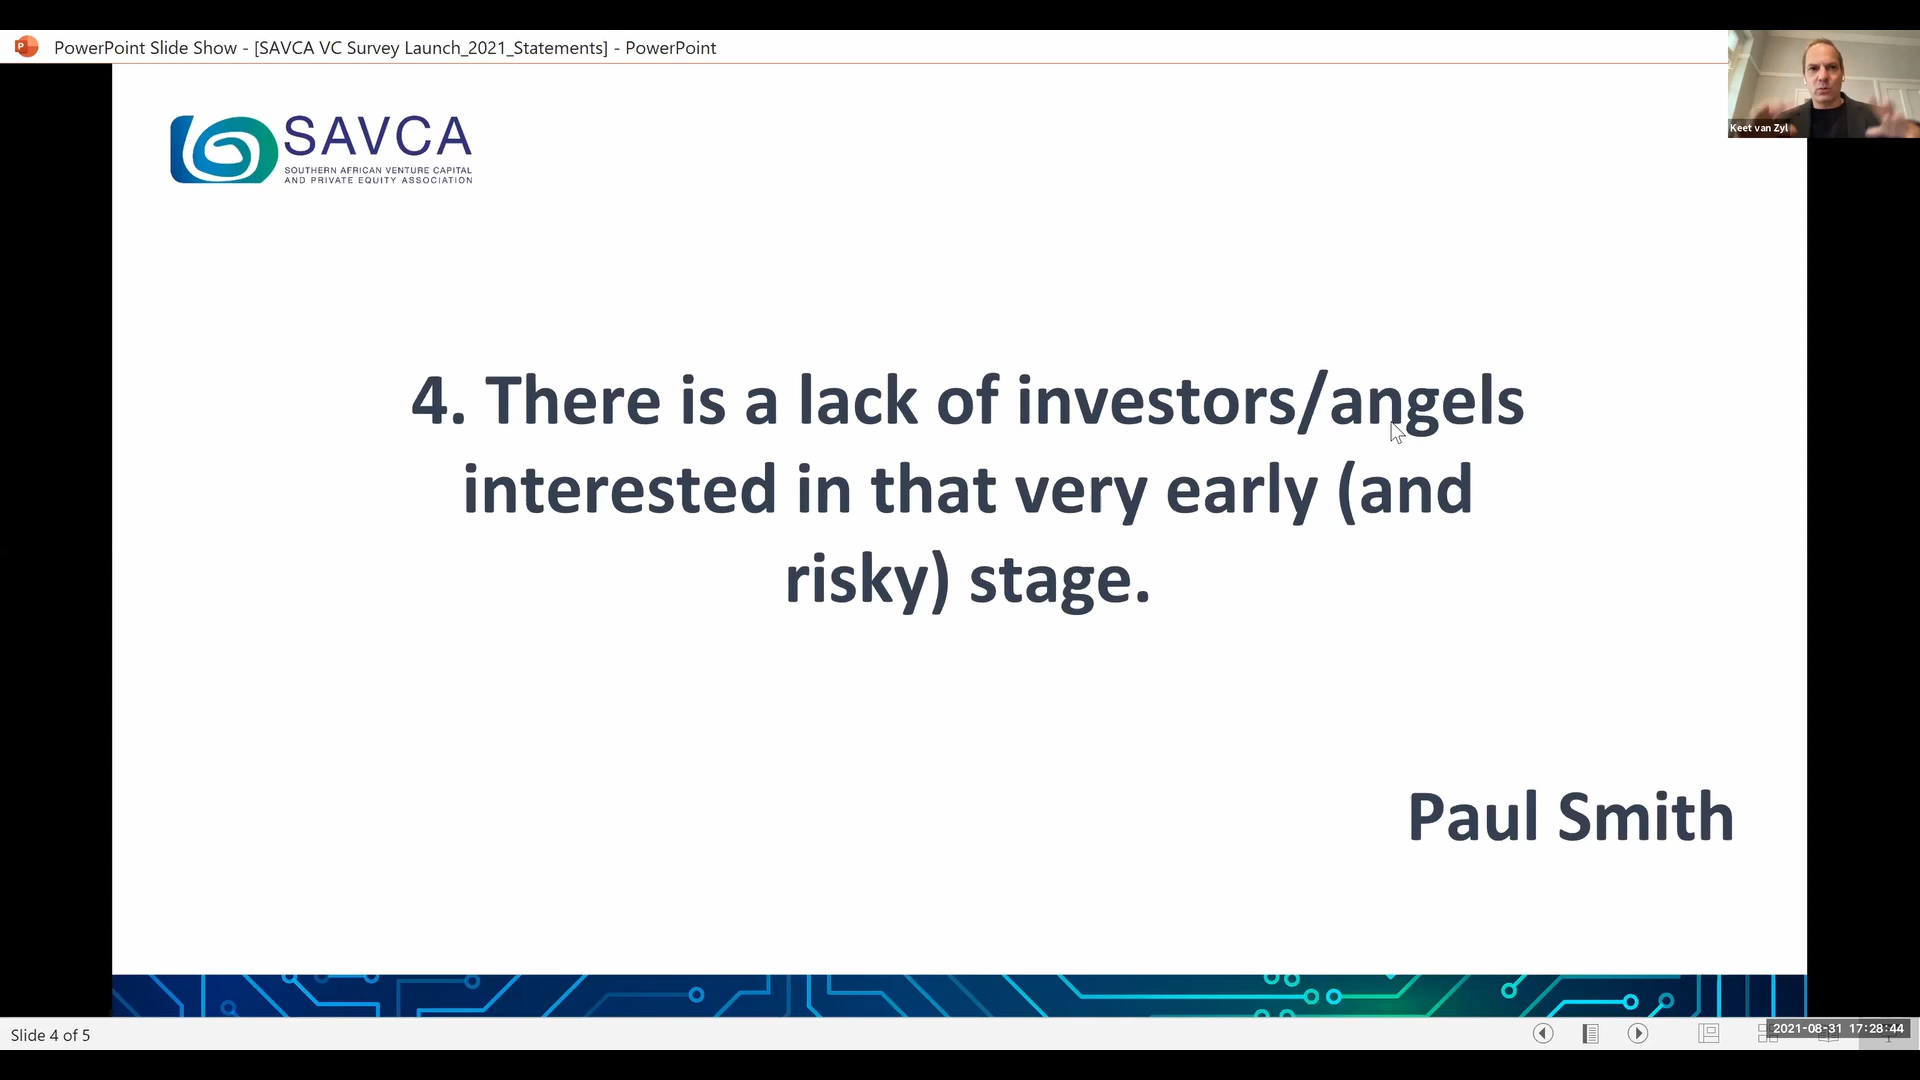 PowerPoint Slide Show - [SAVCA VC Survey Launch_2021_Statements] - PowerPoint
Keet van Zyl
SAVCA
SOUTHERN AFRICAN VENTURE CAPITAL
AND PRIVATE EQUITY ASSOCIATION
4. There is a lack of investors/angels
interested in that very early (and
risky) stage.
Paul Smith
Slide 4 of 5
2021-08-31 17:28:44